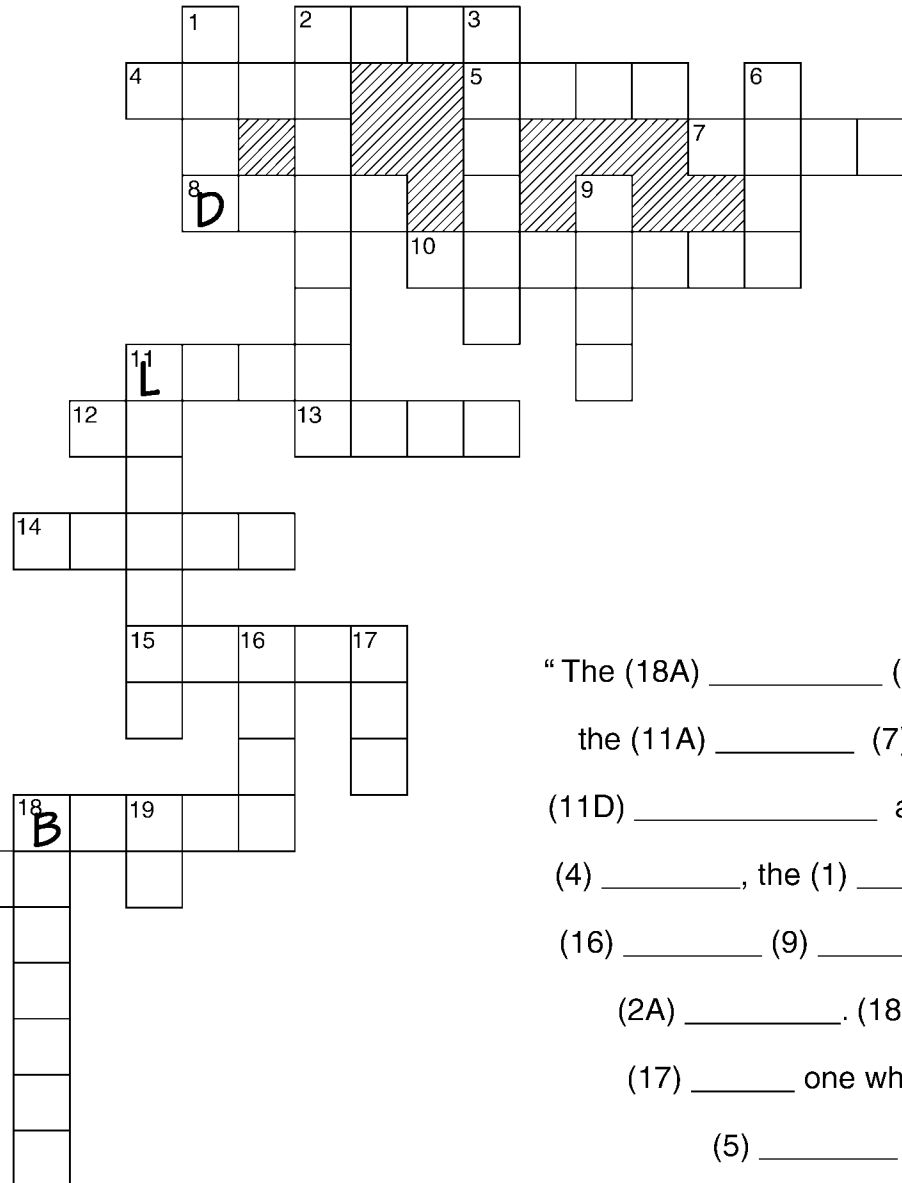 1 2 3
4 5 6
7
8 D 9
10
11 L
12 13
14
15 16 17
18 B 19
“ The (18A) __________ (
the (11A) ________ (7)
(11D) ______________ a
(4) ________, the (1) ___
(16) ________ (9) _____
(2A) _________. (18
(17) ______ one wh
(5) ________